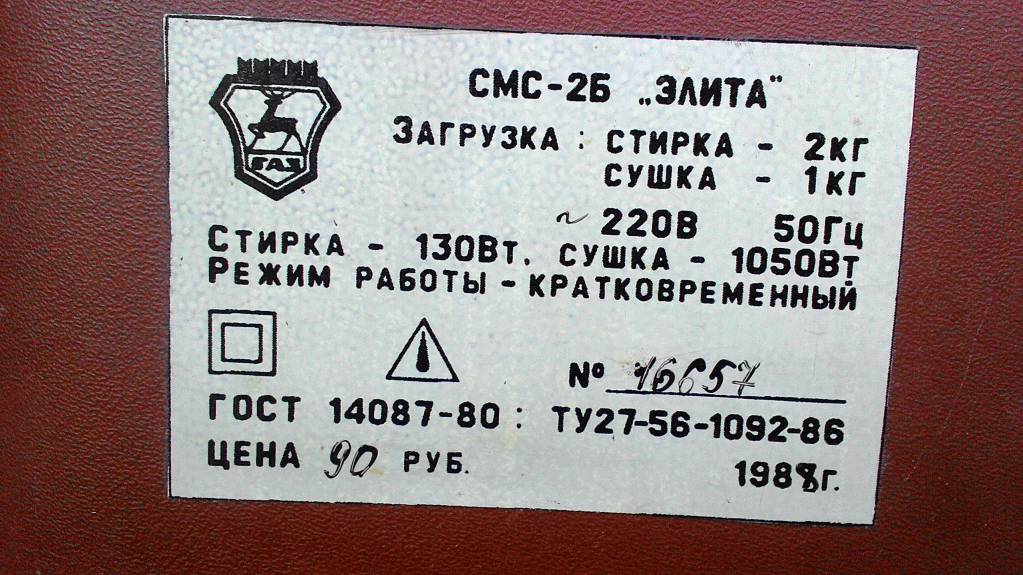 ГАЗ
СМС-2Б „ЭЛИТА"
ЗАГРУЗКА : СТИРКА - 2КГ
СУШКА - 1КГ
~ 220В 50Гц
СТИРКА - 130Вт, СУШКА - 1050Вт
РЕЖИМ РАБОТЫ - КРАТКОВРЕМЕННЫЙ
№ 16657
ГОСТ 14087-80 : ТУ27-56-1092-86
ЦЕНА 90 РУБ. 1988г.